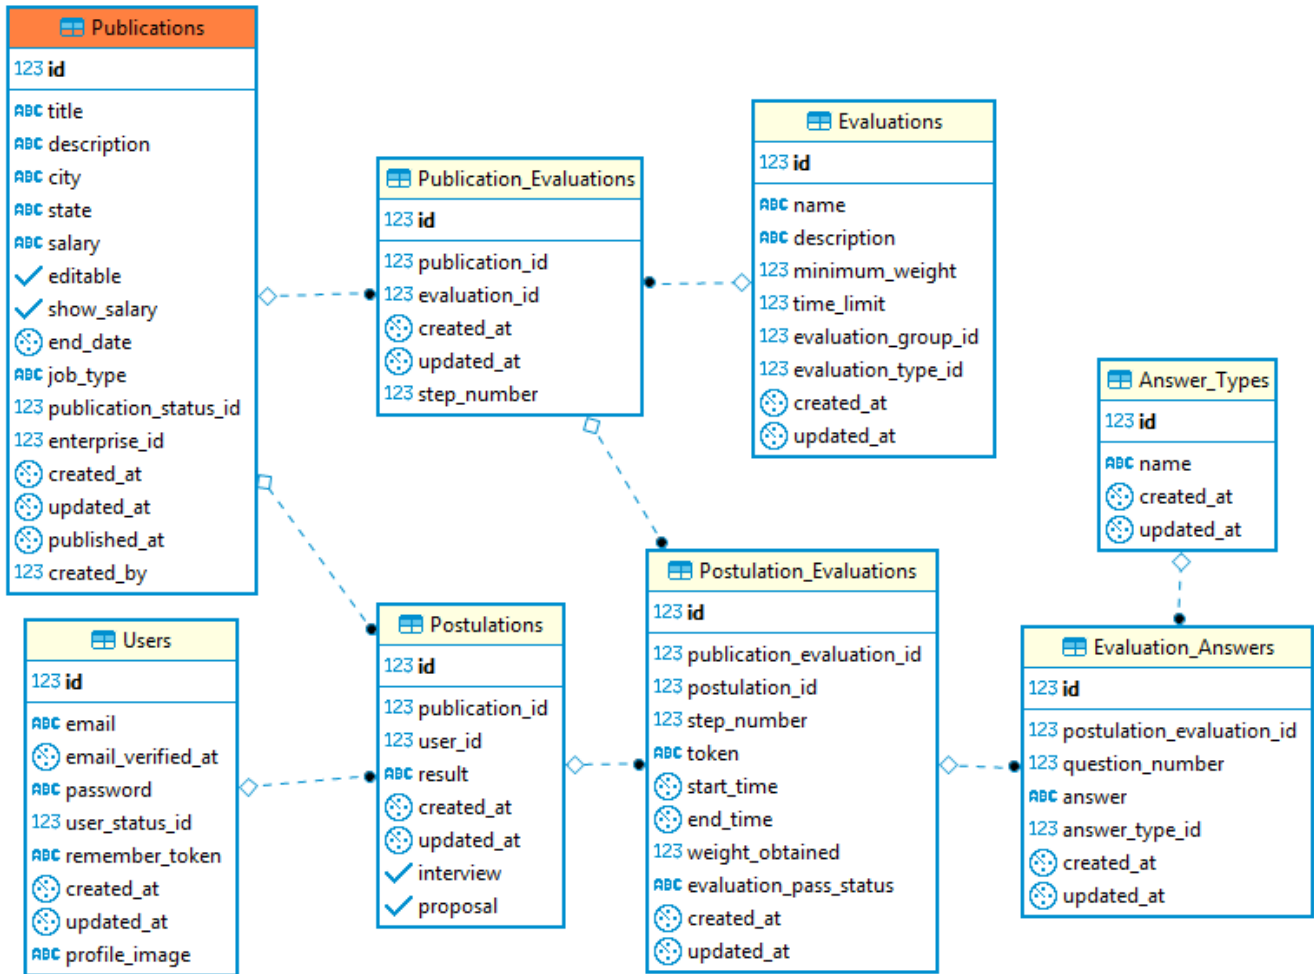 Publications
123 id
ABC title
ABC description
ABC city
ABC state
ABC salary
editable
show_salary
end_date
ABC job_type
123 publication_status_id
123 enterprise_id
created_at
updated_at
published_at
123 created_by
Users
123 id
ABC email
email_verified_at
ABC password
123 user_status_id
ABC remember_token
created_at
updated_at
ABC profile_image
Publication_Evaluations
123 id
123 publication_id
123 evaluation_id
created_at
updated_at
123 step_number
Postulations
123 id
123 publication_id
123 user_id
ABC result
created_at
updated_at
interview
proposal
Evaluations
123 id
ABC name
ABC description
123 minimum_weight
123 time_limit
123 evaluation_group_id
123 evaluation_type_id
created_at
updated_at
Postulation_Evaluations
123 id
123 publication_evaluation_id
123 postulation_id
123 step_number
ABC token
start_time
end_time
123 weight_obtained
ABC evaluation_pass_status
created_at
updated_at
Answer_Types
123 id
ABC name
created_at
updated_at
Evaluation_Answers
123 id
123 postulation_evaluation_id
123 question_number
ABC answer
123 answer_type_id
created_at
updated_at